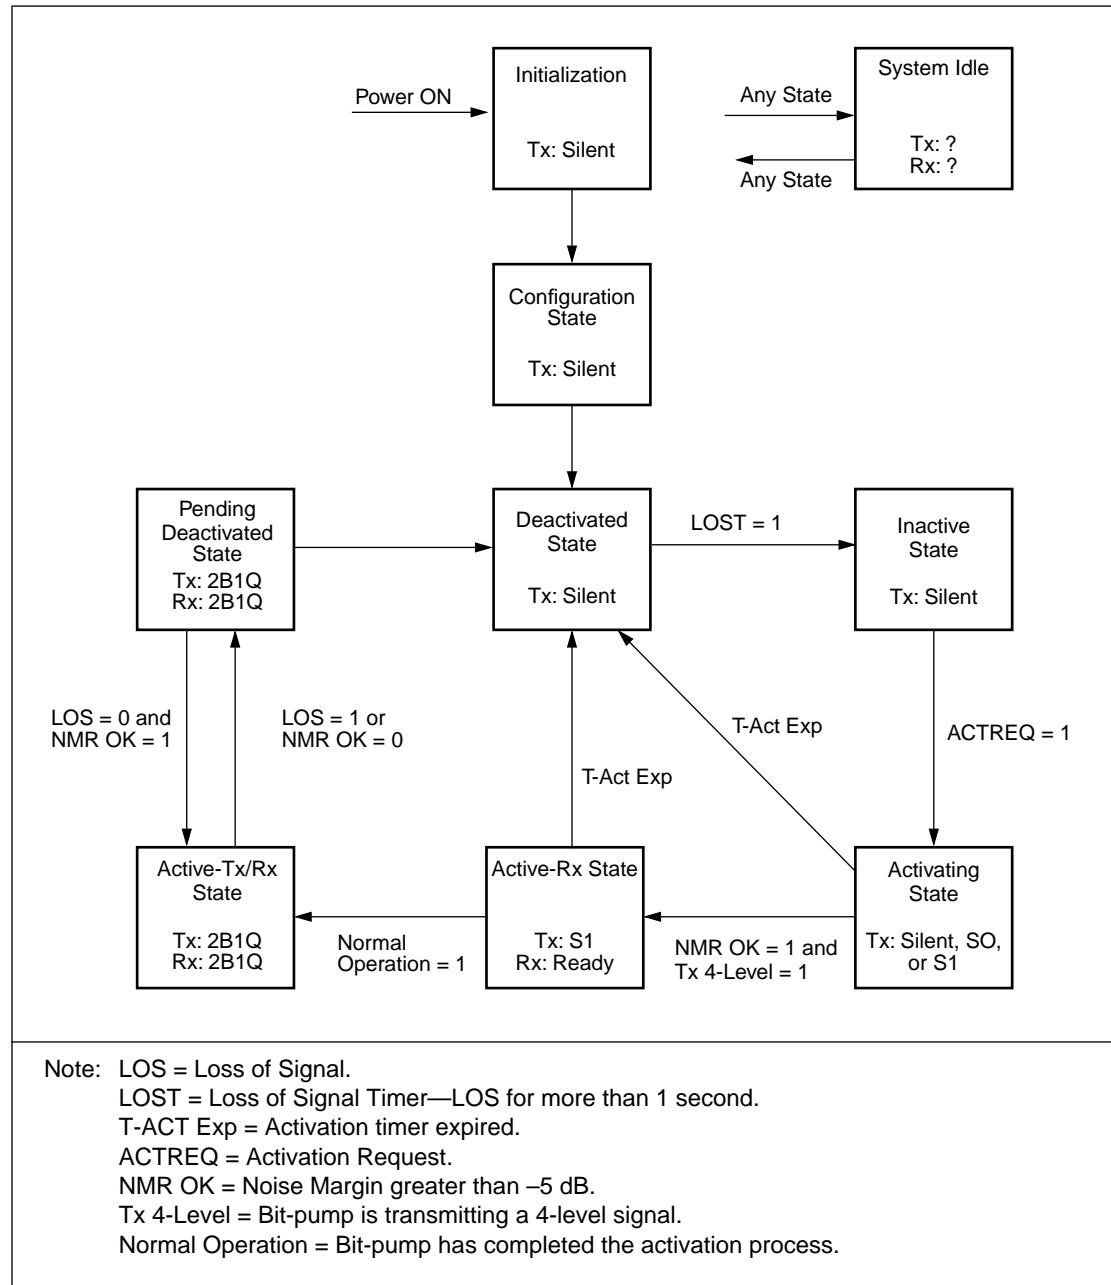 Power ON
Initialization
Tx: Silent
Any State
Any State
System Idle
Tx: ?
Rx: ?
Configuration
State
Tx: Silent
Pending
Deactivated
State
Tx: 2B1Q
Rx: 2B1Q
Deactivated
State
Tx: Silent
LOST = 1
Inactive
State
Tx: Silent
LOS = 0 and
NMR OK = 1
LOS = 1 or
NMR OK = 0
T-Act Exp
T-Act Exp
ACTREQ = 1
Active-Tx/Rx
State
Tx: 2B1Q
Rx: 2B1Q
Normal
Operation = 1
Active-Rx State
Tx: S1
Rx: Ready
NMR OK = 1 and
Tx 4-Level = 1
Activating
State
Tx: Silent, SO,
or S1
Note: LOS = Loss of Signal.
LOST = Loss of Signal Timer—LOS for more than 1 second.
T-ACT Exp = Activation timer expired.
ACTREQ = Activation Request.
NMR OK = Noise Margin greater than –5 dB.
Tx 4-Level = Bit-pump is transmitting a 4-level signal.
Normal Operation = Bit-pump has completed the activation process.